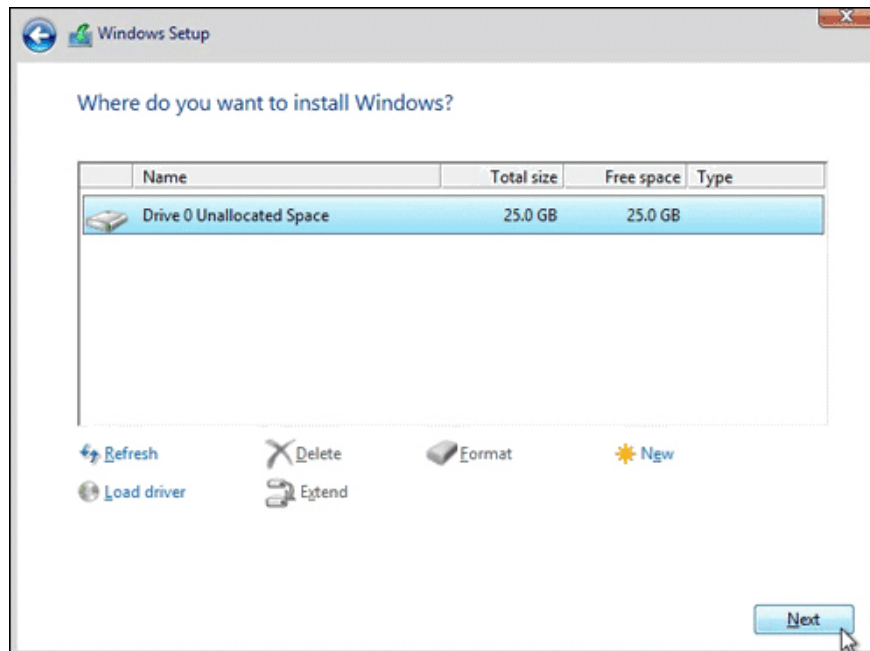 Windows Setup
Where do you want to install Windows?
Name Total size Free space Type
Drive 0 Unallocated Space 25.0 GB 25.0 GB
Refresh Delete Format New
Load driver Extend
Next